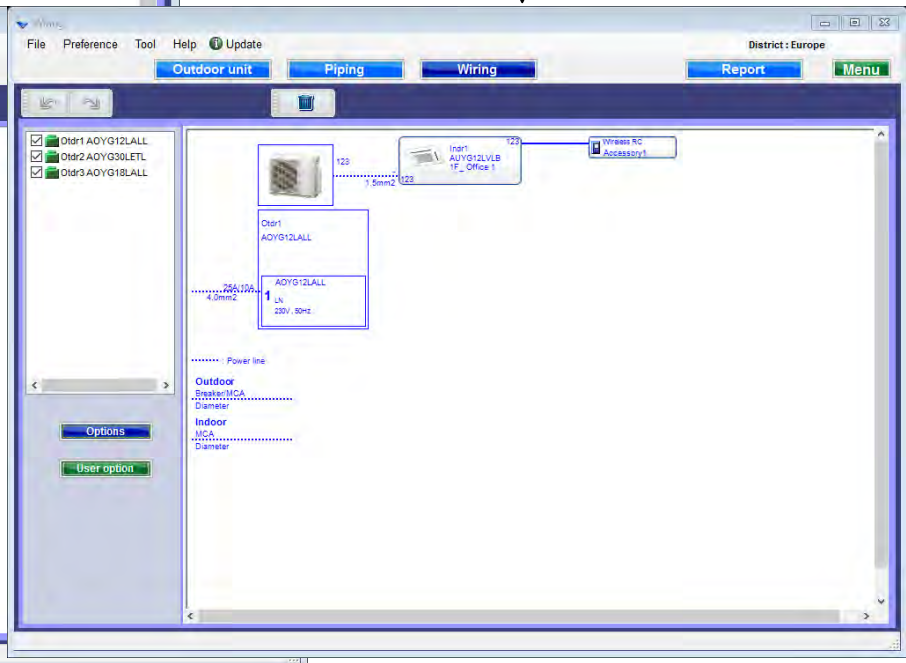 Wiring
File Preference Tool Help Update
District : Europe
Outdoor unit Piping Wiring Report Menu
Otdr1 AOYG12LALL
Otdr2 AOYG30LETL
Otdr3 AOYG18LALL
Options
User option
123
1.5mm2
123
Indr1
AUYG12LVLB
1F_ Office 1
123
Wireless RC
Accessory1
Otdr1
AOYG12LALL
25A/10A
4.0mm2
AOYG12LALL
1 LN
230V , 50Hz
: Power line
Outdoor
Breaker/MCA
Diameter
Indoor
MCA
Diameter